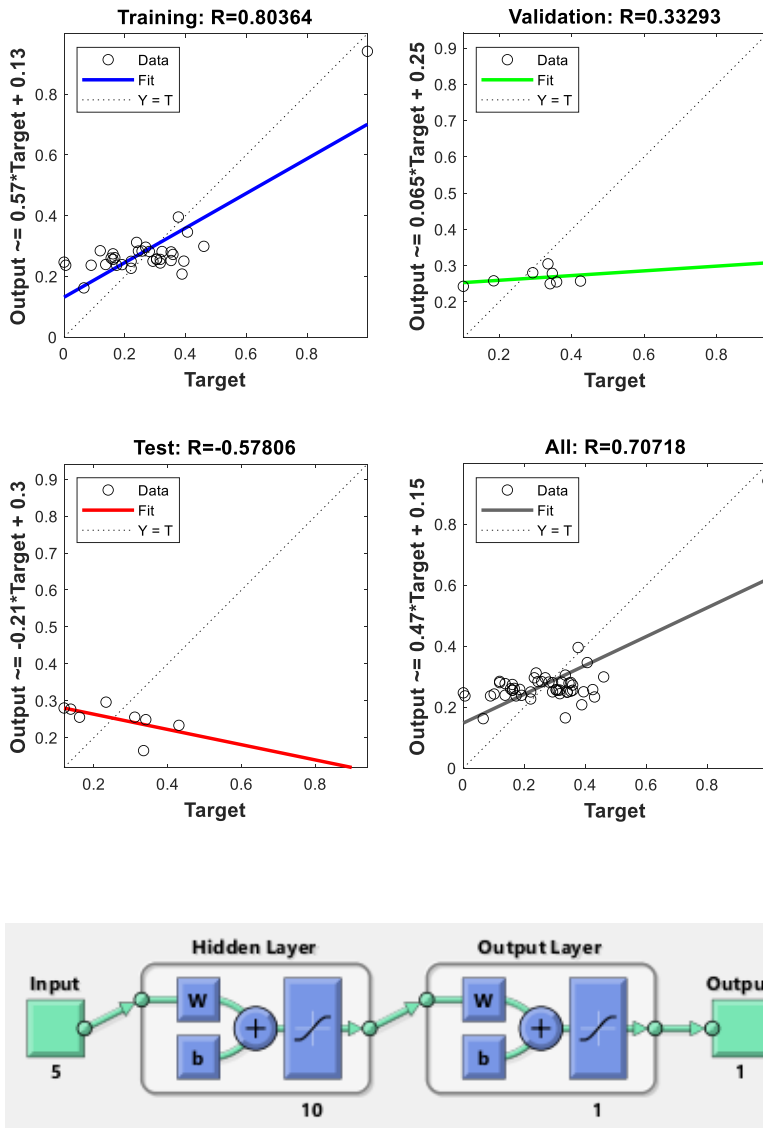 Training: R=0.80364
Output ~= 0.57*Target + 0.13
Data
Fit
Y = T
0.8
0.6
0.4
0.2
0
0 0.2 0.4 0.6 0.8
Target
Validation: R=0.33293
Output ~= 0.065*Target + 0.25
Data
Fit
Y = T
0.9
0.8
0.7
0.6
0.5
0.4
0.3
0.2
0.2 0.4 0.6 0.8
Target
Test: R=-0.57806
Output ~= -0.21*Target + 0.3
Data
Fit
Y = T
0.9
0.8
0.7
0.6
0.5
0.4
0.3
0.2
0.2 0.4 0.6 0.8
Target
All: R=0.70718
Output ~= 0.47*Target + 0.15
Data
Fit
Y = T
0.8
0.6
0.4
0.2
0
0 0.2 0.4 0.6 0.8
Target
Hidden Layer Output Layer
Input Outpu
W W
+ +
b b
5 1
10 1